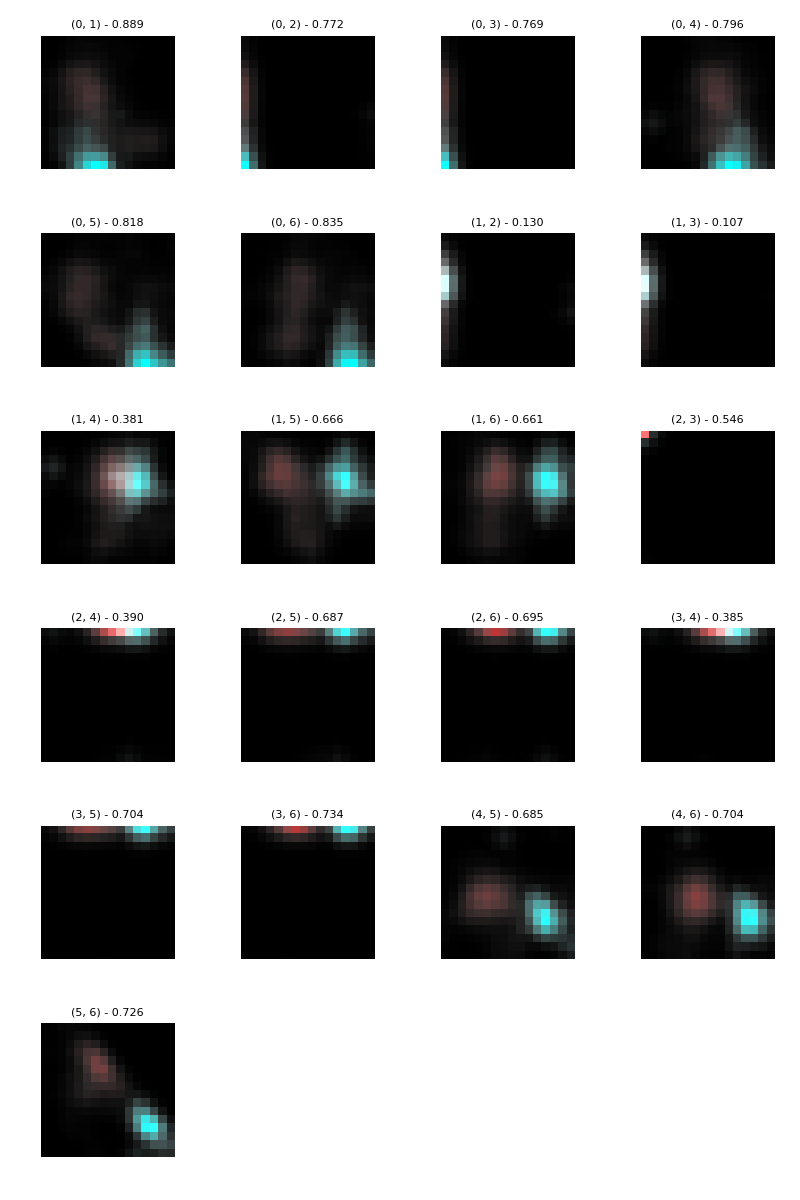 (0, 1) - 0.889
(0, 2) - 0.772
(0, 3) - 0.769
(0, 4) - 0.796
(0, 5) - 0.818
(0, 6) - 0.835
(1, 2) - 0.130
(1, 3) - 0.107
(1, 4) - 0.381
(1, 5) - 0.666
(1, 6) - 0.661
(2, 3) - 0.546
(2, 4) - 0.390
(2, 5) - 0.687
(2, 6) - 0.695
(3, 4) - 0.385
(3, 5) - 0.704
(3, 6) - 0.734
(4, 5) - 0.685
(4, 6) - 0.704
(5, 6) - 0.726